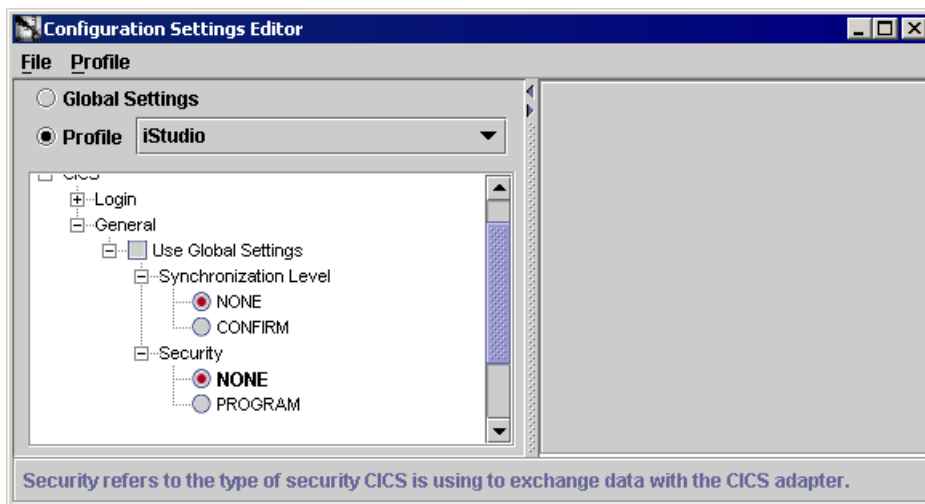 Configuration Settings Editor
File Profile
Global Settings
Profile iStudio
CICS
Login
General
Use Global Settings
Synchronization Level
NONE
CONFIRM
Security
NONE
PROGRAM
Security refers to the type of security CICS is using to exchange data with the CICS adapter.